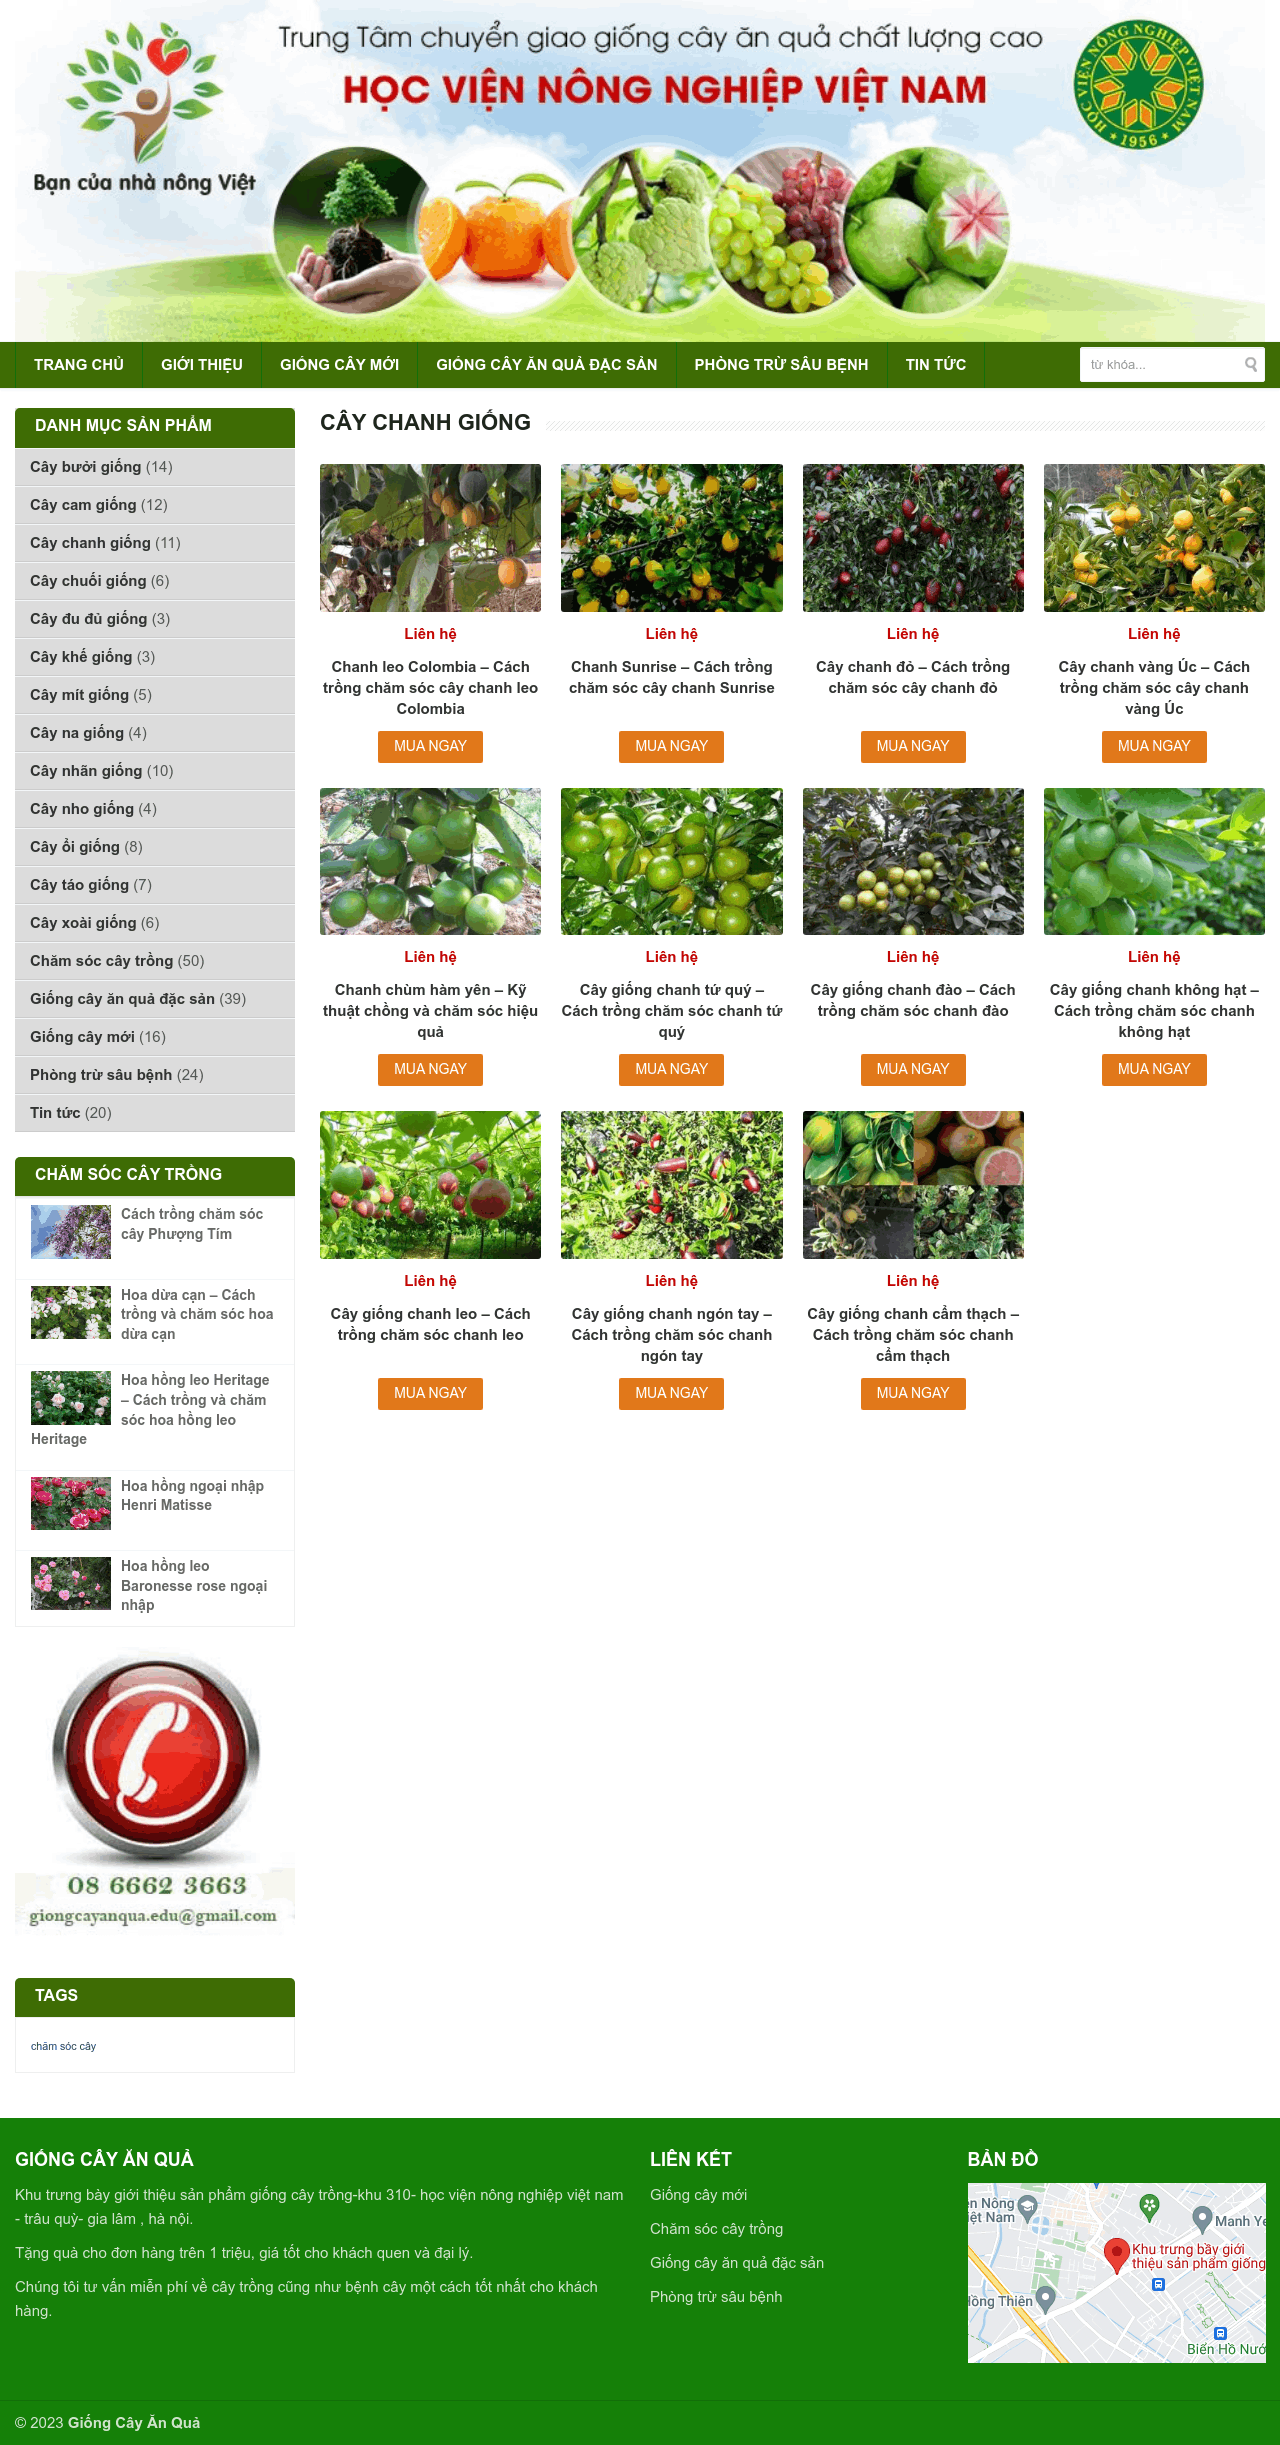 Trung Tâm chuyển giao giống cây ăn quả chất lượng cao
HỌC VIỆN NÔNG NGHIỆP VIỆT NAM
HỌC VIỆN NÔNG NGHIỆP VIỆT NAM
1956
Bạn của nhà nông Việt
TRANG CHỦ
GIỚI THIỆU
GIỐNG CÂY MỚI
GIỐNG CÂY ĂN QUẢ ĐẶC SẢN
PHÒNG TRỪ SÂU BỆNH
TIN TỨC
từ khóa...
DANH MỤC SẢN PHẨM
Cây bưởi giống (14)
Cây cam giống (12)
Cây chanh giống (11)
Cây chuối giống (6)
Cây đu đủ giống (3)
Cây khế giống (3)
Cây mít giống (5)
Cây na giống (4)
Cây nhãn giống (10)
Cây nho giống (4)
Cây ổi giống (8)
Cây táo giống (7)
Cây xoài giống (6)
Chăm sóc cây trồng (50)
Giống cây ăn quả đặc sản (39)
Giống cây mới (16)
Phòng trừ sâu bệnh (24)
Tin tức (20)
CHĂM SÓC CÂY TRỒNG
Cách trồng chăm sóc
cây Phượng Tím
Hoa dừa cạn – Cách
trồng và chăm sóc hoa
dừa cạn
Hoa hồng leo Heritage
– Cách trồng và chăm
sóc hoa hồng leo
Heritage
Hoa hồng ngoại nhập
Henri Matisse
Hoa hồng leo
Baronesse rose ngoại
nhập
08 6662 3663
giongcayanqua.edu@gmail.com
TAGS
chăm sóc cây
CÂY CHANH GIỐNG
Liên hệ
Chanh leo Colombia – Cách
trồng chăm sóc cây chanh leo
Colombia
MUA NGAY
Liên hệ
Chanh Sunrise – Cách trồng
chăm sóc cây chanh Sunrise
MUA NGAY
Liên hệ
Cây chanh đỏ – Cách trồng
chăm sóc cây chanh đỏ
MUA NGAY
Liên hệ
Cây chanh vàng Úc – Cách
trồng chăm sóc cây chanh
vàng Úc
MUA NGAY
Liên hệ
Chanh chùm hàm yên – Kỹ
thuật chồng và chăm sóc hiệu
quả
MUA NGAY
Liên hệ
Cây giống chanh tứ quý –
Cách trồng chăm sóc chanh tứ
quý
MUA NGAY
Liên hệ
Cây giống chanh đào – Cách
trồng chăm sóc chanh đào
MUA NGAY
Liên hệ
Cây giống chanh không hạt –
Cách trồng chăm sóc chanh
không hạt
MUA NGAY
Liên hệ
Cây giống chanh leo – Cách
trồng chăm sóc chanh leo
MUA NGAY
Liên hệ
Cây giống chanh ngón tay –
Cách trồng chăm sóc chanh
ngón tay
MUA NGAY
Liên hệ
Cây giống chanh cẩm thạch –
Cách trồng chăm sóc chanh
cẩm thạch
MUA NGAY
GIỐNG CÂY ĂN QUẢ
Khu trưng bày giới thiệu sản phẩm giống cây trồng-khu 310- học viện nông nghiệp việt nam
- trâu quỳ- gia lâm , hà nội.
Tặng quà cho đơn hàng trên 1 triệu, giá tốt cho khách quen và đại lý.
Chúng tôi tư vấn miễn phí về cây trồng cũng như bệnh cây một cách tốt nhất cho khách
hàng.
LIÊN KẾT
Giống cây mới
Chăm sóc cây trồng
Giống cây ăn quả đặc sản
Phòng trừ sâu bệnh
BẢN ĐỒ
ện Nông
iệt Nam
Manh Ye
Khu trưng bầy giới
thiệu sản phẩm giống
Hồng Thiên
Biển Hồ Nướ
© 2023 Giống Cây Ăn Quả